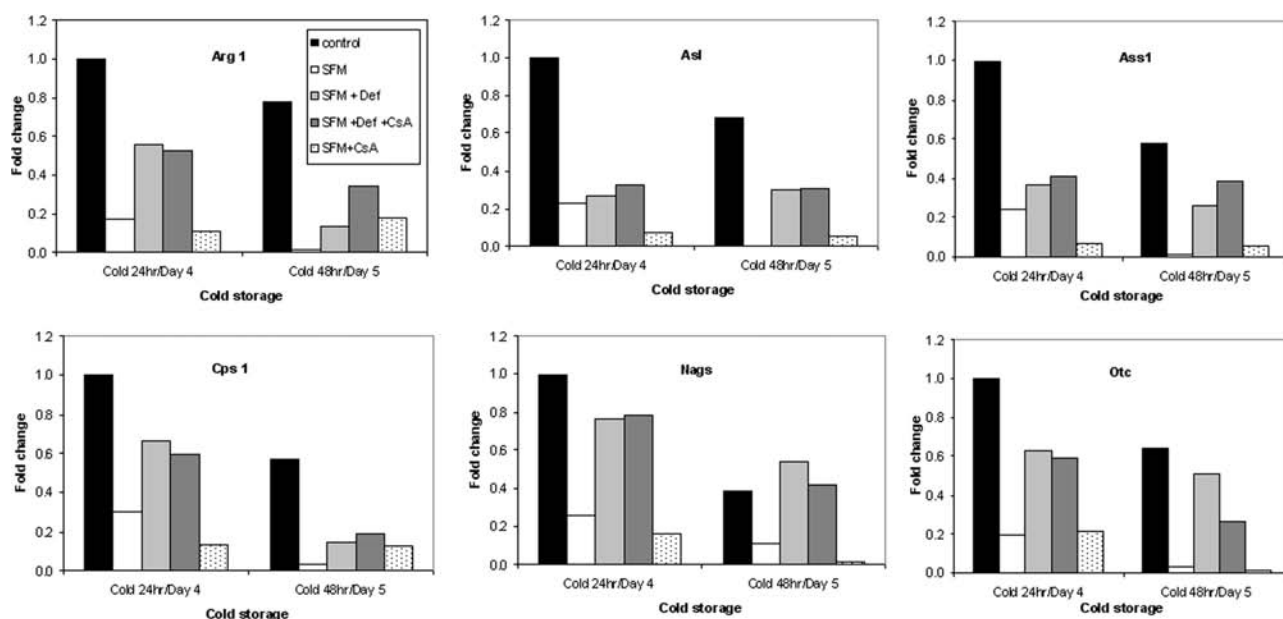 Arg 1
Fold change
1.2
1.0
0.8
0.6
0.4
0.2
0.0
control
SFM
SFM + Def
SFM +Def +CsA
SFM+CsA
Cold 24hr/Day 4
Cold 48hr/Day 5
Cold storage
Asl
Fold change
1.2
1.0
0.8
0.6
0.4
0.2
0.0
Cold 24hr/Day 4
Cold 48hr/Day 5
Cold storage
Ass1
Fold change
1.2
1.0
0.8
0.6
0.4
0.2
0.0
Cold 24hr/Day 4
Cold 48hr/Day 5
Cold storage
Cps 1
Fold change
1.2
1.0
0.8
0.6
0.4
0.2
0.0
Cold 24hr/Day 4
Cold 48hr/Day 5
Cold storage
Nags
Fold change
1.2
1.0
0.8
0.6
0.4
0.2
0.0
Cold 24hr/Day 4
Cold 48hr/Day 5
Cold storage
Otc
Fold change
1.2
1.0
0.8
0.6
0.4
0.2
0.0
Cold 24hr/Day 4
Cold 48hr/Day 5
Cold storage